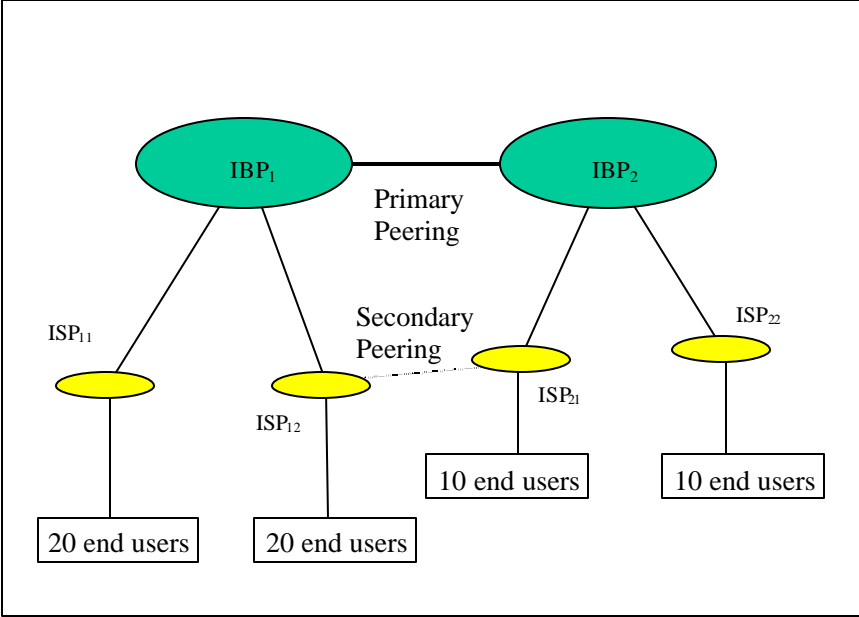 IBP₁
IBP₂
Primary
Peering
Secondary
Peering
ISP₁₁
ISP₂₂
ISP₁₂
ISP₂₁
10 end users
10 end users
20 end users
20 end users